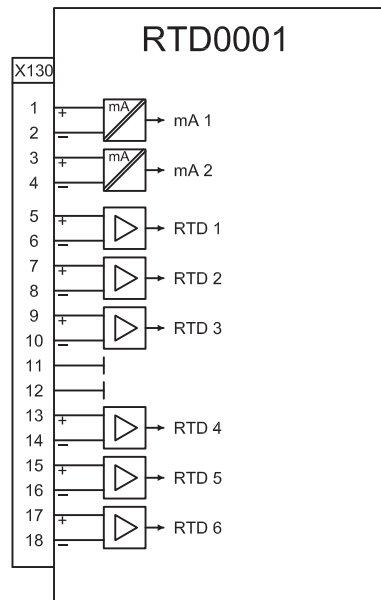 RTD0001
X130
1 + mA
2 − mA 1
3 + mA
4 − mA 2
5 +
6 − RTD 1
7 +
8 − RTD 2
9 +
10 − RTD 3
11
12
13 +
14 − RTD 4
15 +
16 − RTD 5
17 +
18 − RTD 6